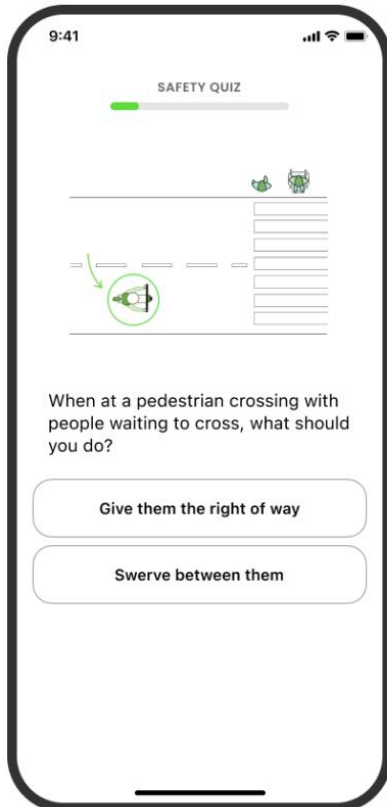 9:41
SAFETY QUIZ
When at a pedestrian crossing with
people waiting to cross, what should
you do?
Give them the right of way
Swerve between them